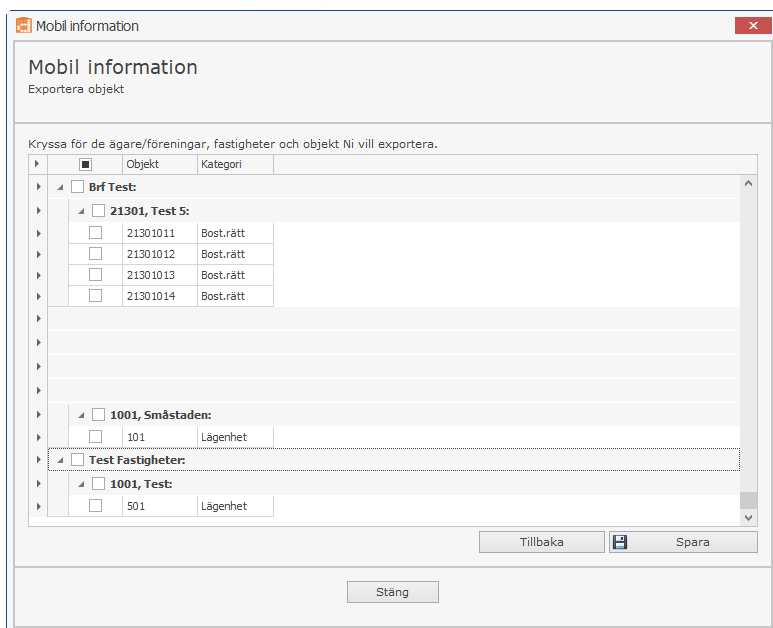 Mobil information
Mobil information
Exportera objekt
Kryssa för de ägare/föreningar, fastigheter och objekt Ni vill exportera.
Objekt Kategori
Brf Test:
21301, Test 5:
21301011 Bost.rätt
21301012 Bost.rätt
21301013 Bost.rätt
21301014 Bost.rätt
1001, Småstaden:
101 Lägenhet
Test Fastigheter:
1001, Test:
501 Lägenhet
Tillbaka Spara
Stäng